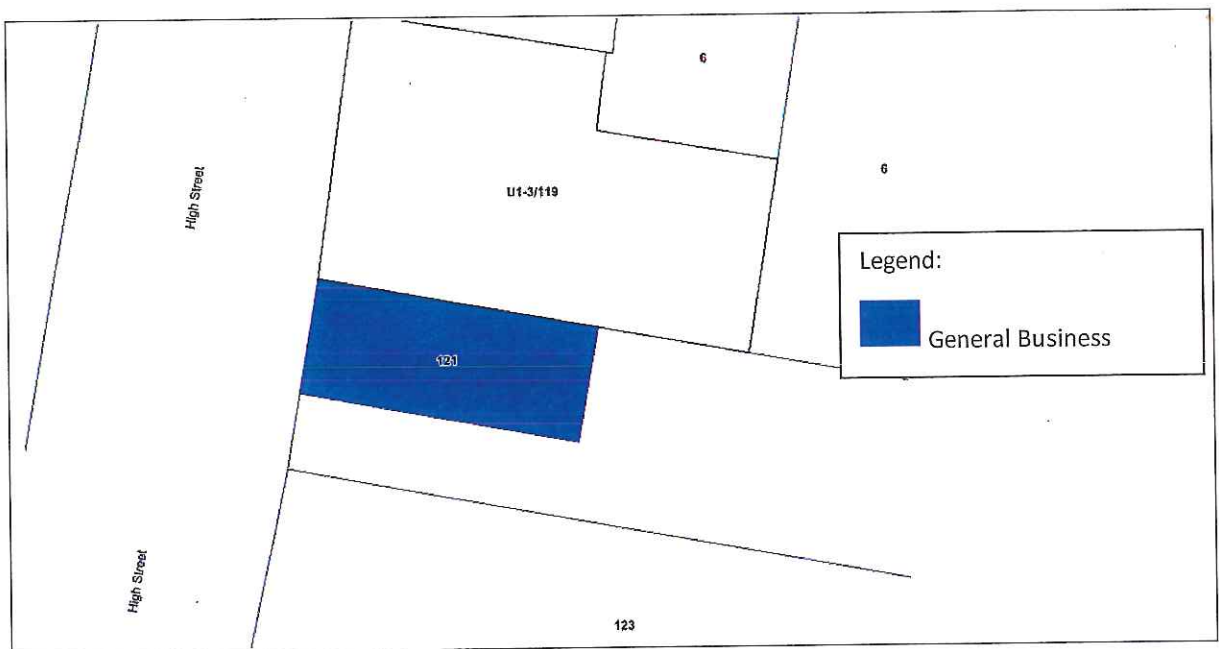 6
6
High Street
U1-3/119
Legend:
General Business
121
High Street
123